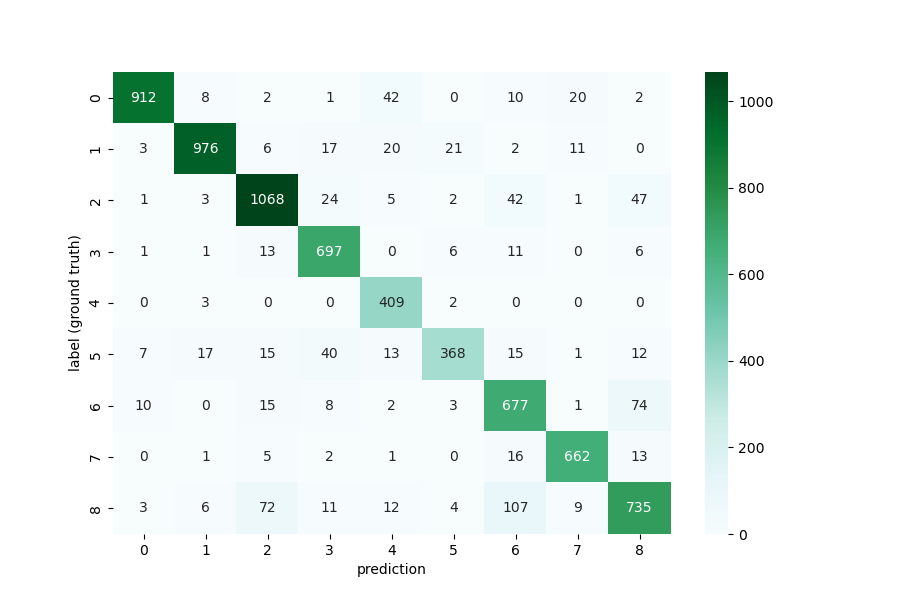 0 912 8 2 1 42 0 10 20 2
1 3 976 6 17 20 21 2 11 0
2 1 3 1068 24 5 2 42 1 47
3 1 1 13 697 0 6 11 0 6
4 0 3 0 0 409 2 0 0 0
5 7 17 15 40 13 368 15 1 12
6 10 0 15 8 2 3 677 1 74
7 0 1 5 2 1 0 16 662 13
8 3 6 72 11 12 4 107 9 735
0 1 2 3 4 5 6 7 8
prediction
label (ground truth)
1000
800
600
400
200
0